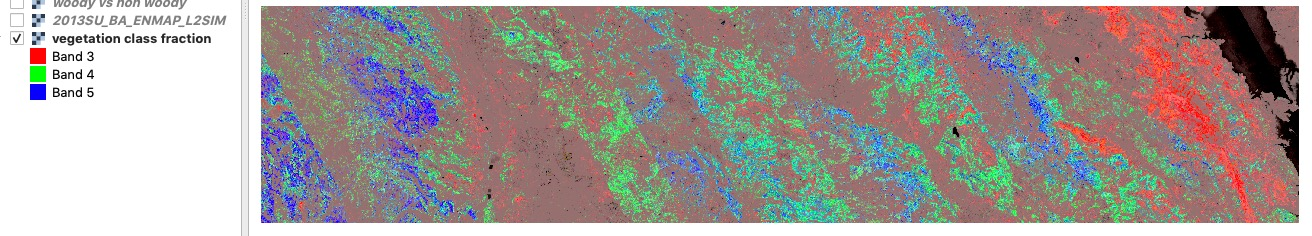 woody vs non woody
2013SU_BA_ENMAP_L2SIM
vegetation class fraction
Band 3
Band 4
Band 5